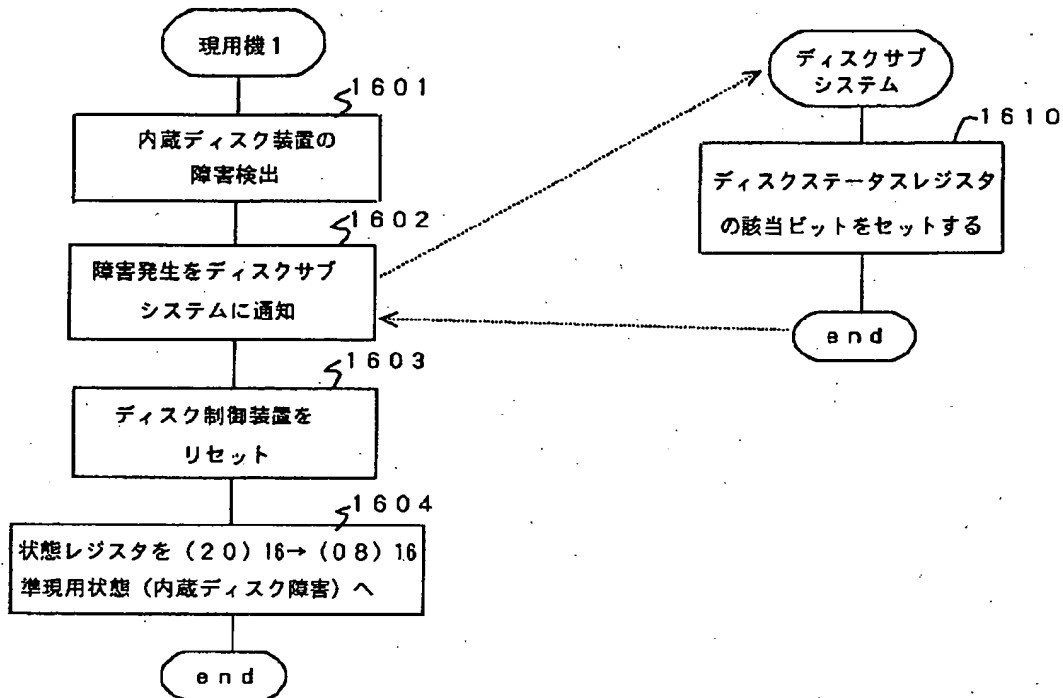 現用機1
1601
内蔵ディスク装置の
障害検出
1602
障害発生をディスクサブ
システムに通知
1603
ディスク制御装置を
リセット
1604
状態レジスタを(20)16→(08)16
準現用状態(内蔵ディスク障害)へ
end
ディスクサブ
システム
1610
ディスクステータスレジスタ
の該当ビットをセットする
end